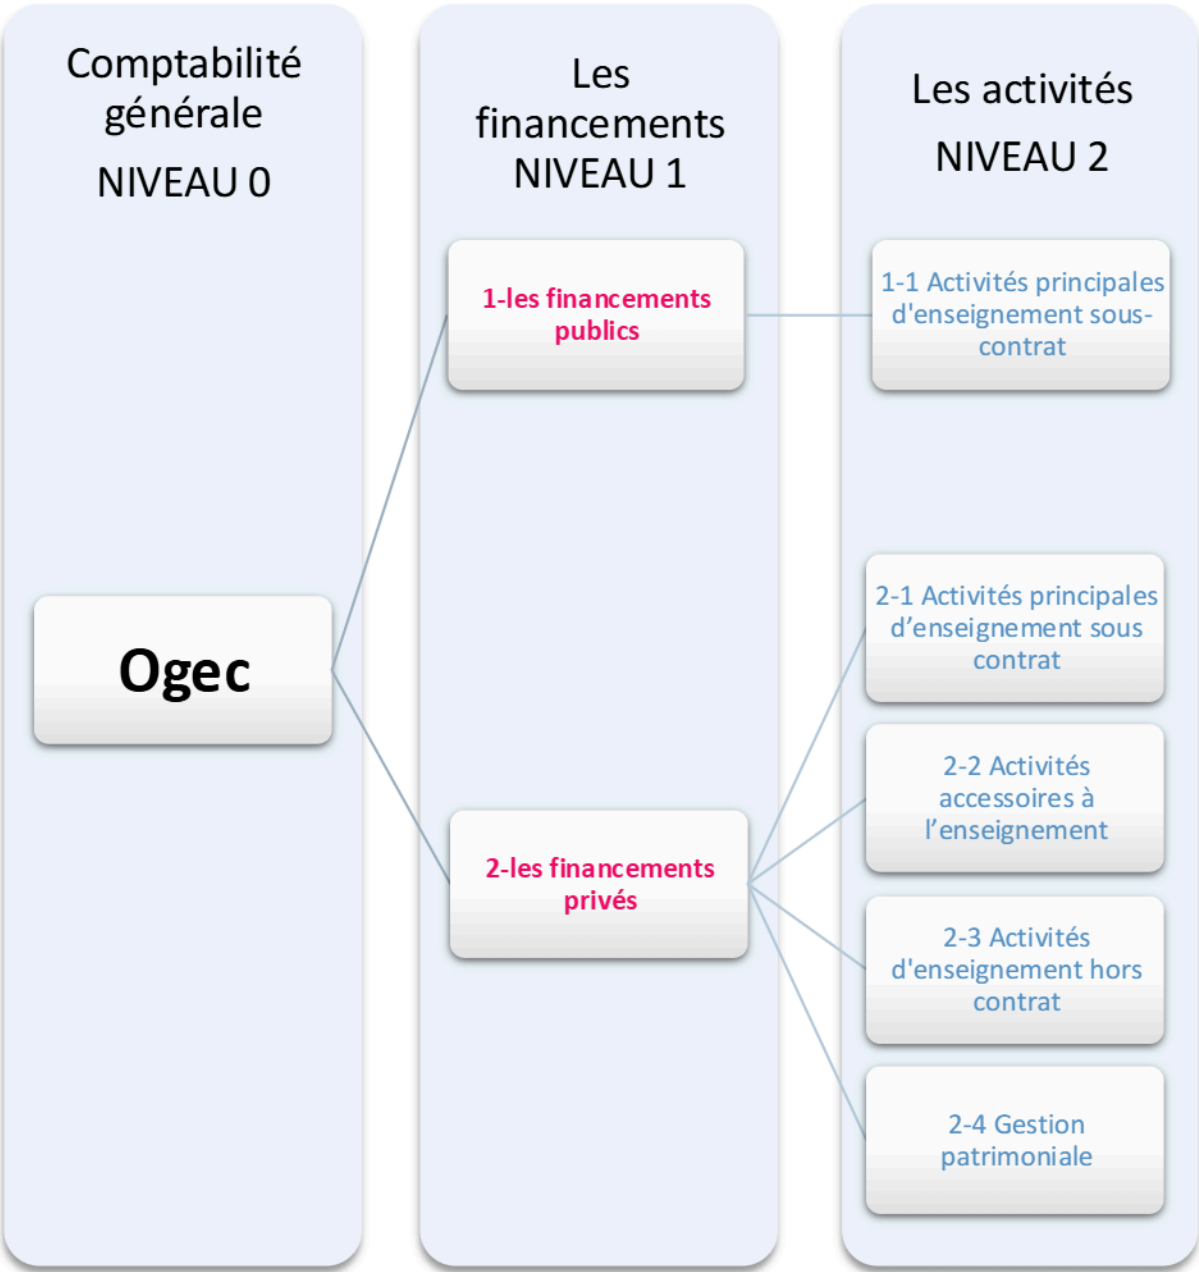 Comptabilité
générale
NIVEAU 0
Ogec
Les
financements
NIVEAU 1
1-les financements
publics
2-les financements
privés
Les activités
NIVEAU 2
1-1 Activités principales
d'enseignement sous-
contrat
2-1 Activités principales
d’enseignement sous
contrat
2-2 Activités
accessoires à
l’enseignement
2-3 Activités
d'enseignement hors
contrat
2-4 Gestion
patrimoniale